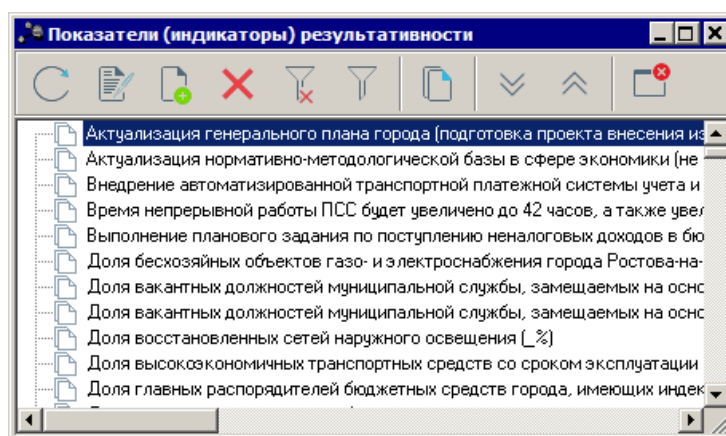 Показатели (индикаторы) результативности
Актуализация генерального плана города (подготовка проекта внесения из
Актуализация нормативно-методологической базы в сфере экономики (не
Внедрение автоматизированной транспортной платежной системы учета и
Время непрерывной работы ПСС будет увеличено до 42 часов, а также увел
Выполнение планового задания по поступлению неналоговых доходов в бю
Доля бесхозяйных объектов газо- и электроснабжения города Ростова-на-
Доля вакантных должностей муниципальной службы, замещаемых на осно
Доля вакантных должностей муниципальной службы, замещаемых на осно
Доля восстановленных сетей наружного освещения (_%)
Доля высокоэкономичных транспортных средств со сроком эксплуатации
Доля главных распорядителей бюджетных средств города, имеющих индек